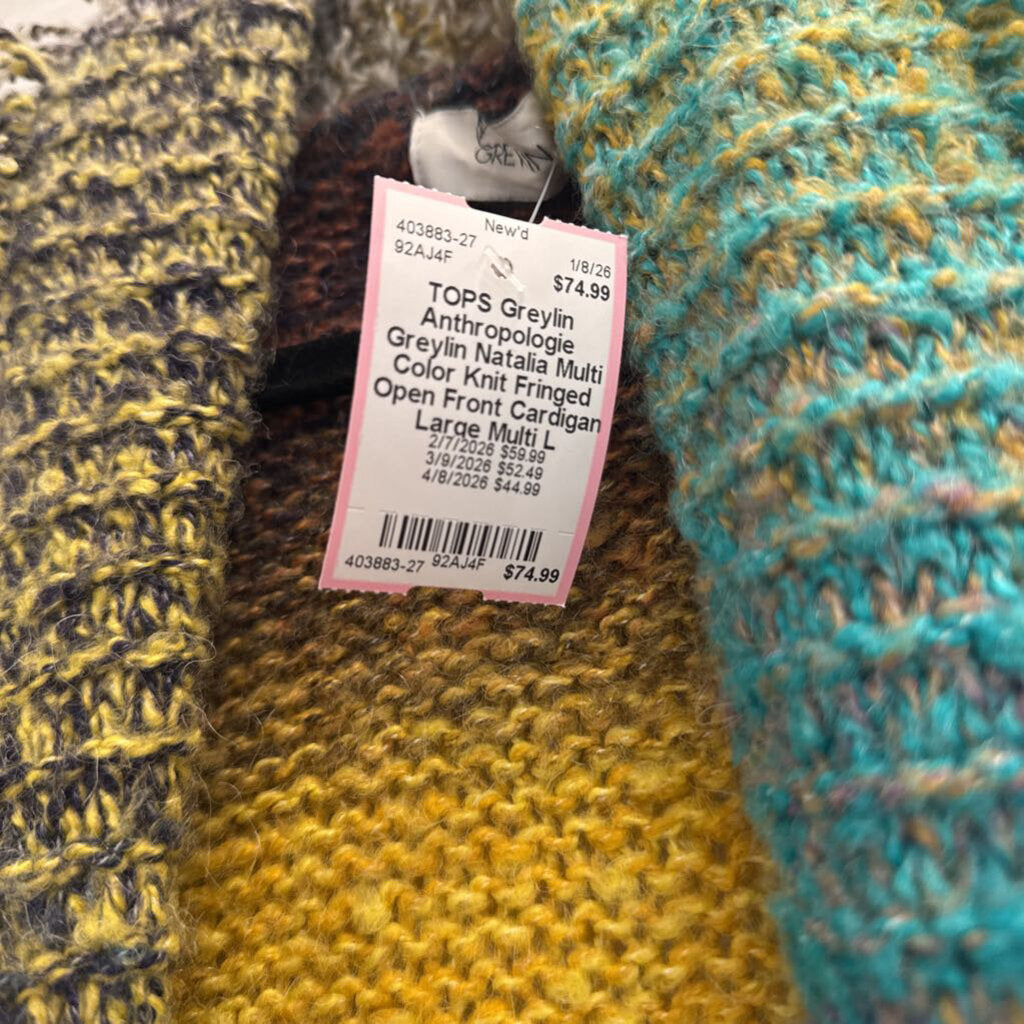 GREYLIN
New'd
403883-27
92AJ4F
1/8/26
$74.99
TOPS Greylin
Anthropologie
Greylin Natalia Multi
Color Knit Fringed
Open Front Cardigan
Large Multi L
2/7/2026 $59.99
3/9/2026 $52.49
4/8/2026 $44.99
403883-27 92AJ4F $74.99